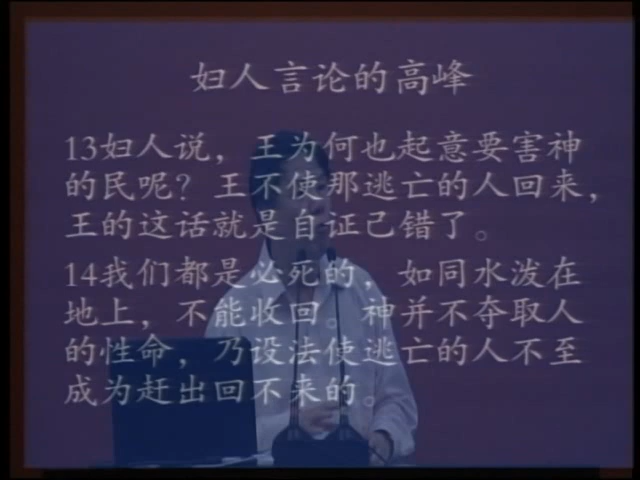 妇人言论的高峰
13妇人说，王为何也起意要害神
的民呢？王不使那逃亡的人回来，
王的这话就是自证己错了。
14我们都是必死的，如同水泼在
地上，不能收回。神并不夺取人
的性命，乃设法使逃亡的人不至
成为赶出回不来的。